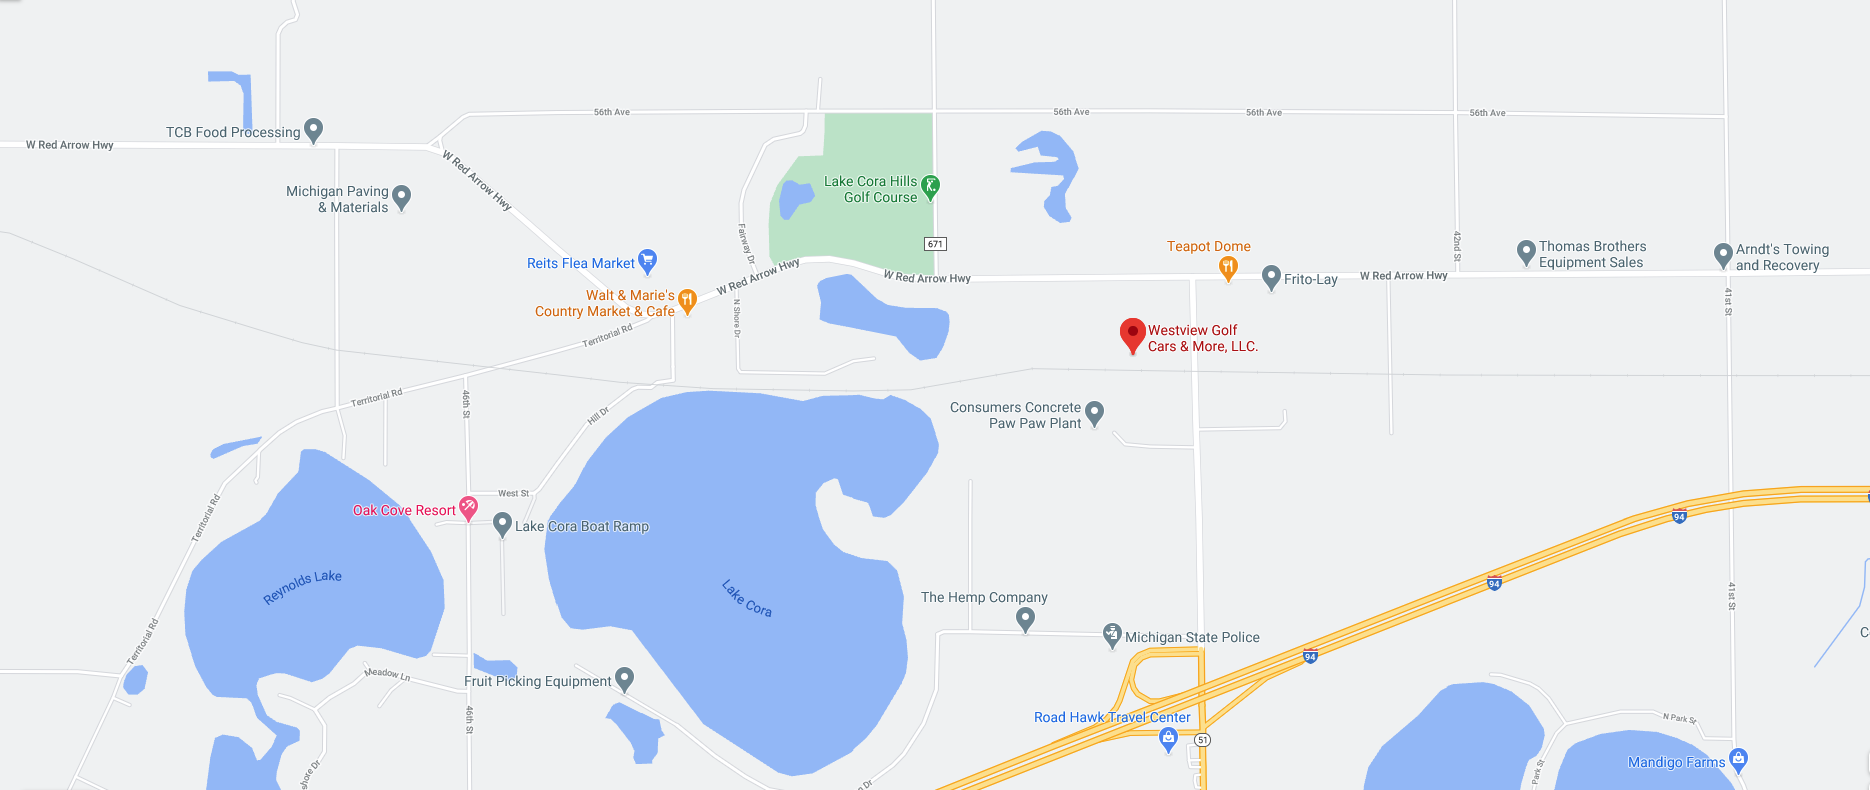 56th Ave
56th Ave
56th Ave
56th Ave
TCB Food Processing
W Red Arrow Hwy
W Red Arrow Hwy
Michigan Paving
& Materials
Lake Cora Hills
Golf Course
671
Fairway Dr
Teapot Dome
42nd St
Thomas Brothers
Equipment Sales
Arndt's Towing
and Recovery
Reits Flea Market
W Red Arrow Hwy
W Red Arrow Hwy
Frito-Lay
W Red Arrow Hwy
Walt & Marie's
Country Market & Cafe
N Shore Dr
41st St
Territorial Rd
Westview Golf
Cars & More, LLC.
Territorial Rd
46th St
Hill Dr
Consumers Concrete
Paw Paw Plant
West St
Oak Cove Resort
Lake Cora Boat Ramp
Territorial Rd
94
94
Reynolds Lake
Lake Cora
94
41st St
The Hemp Company
Territorial Rd
Michigan State Police
94
Meadow Ln
Fruit Picking Equipment
46th St
Road Hawk Travel Center
51
N Park St
Mandigo Farms
Park St
shore Dr
n Dr
C